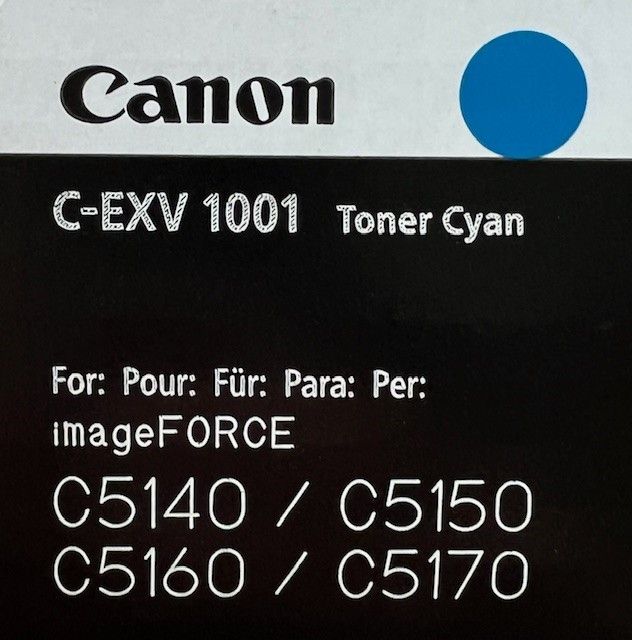 Canon
C-EXV 1001 Toner Cyan
For: Pour: Für: Para: Per:
imageFORCE
C5140 / C5150
C5160 / C5170